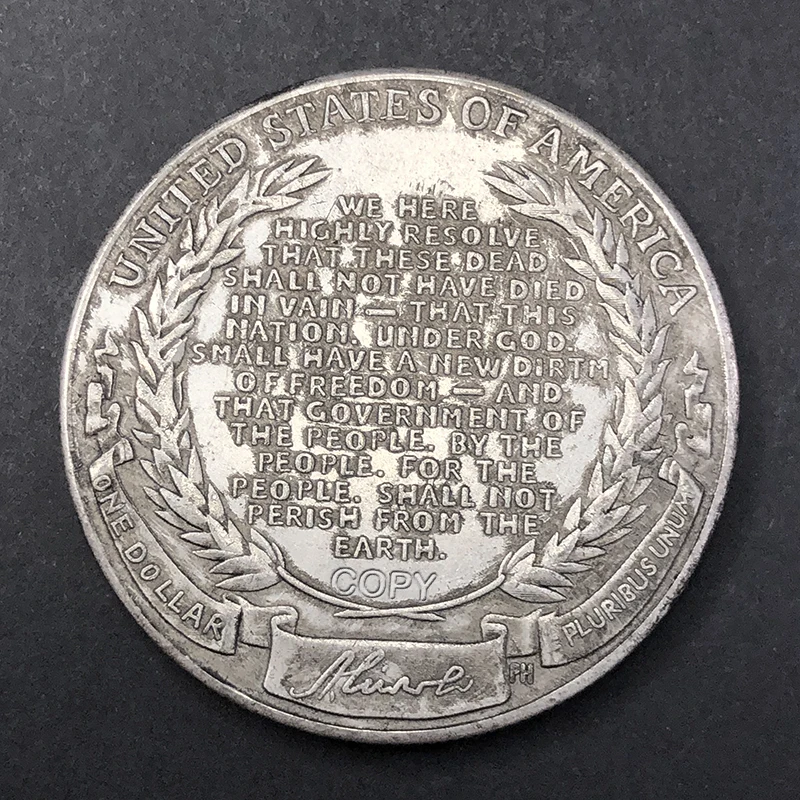 UNITED STATES OF AMERICA
WE HERE
HIGHLY RESOLVE
THAT THESE DEAD
SHALL NOT HAVE DIED
IN VAIN — THAT THIS
NATION. UNDER GOD.
SMALL HAVE A NEW DIRTM
OF FREEDOM — AND
THAT GOVERNMENT OF
THE PEOPLE. BY THE
PEOPLE. FOR THE
PEOPLE. SHALL NOT
PERISH FROM THE
EARTH.
COPY
ONE DOLLAR
PLURIBUS UNUM
FH